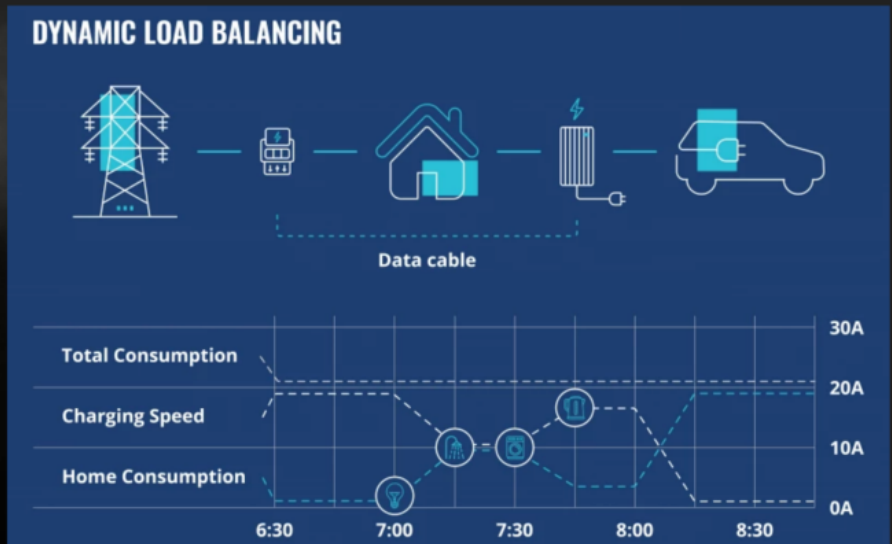 DYNAMIC LOAD BALANCING
Data cable
30A
Total Consumption
20A
Charging Speed
10A
Home Consumption
0A
6:30 7:00 7:30 8:00 8:30